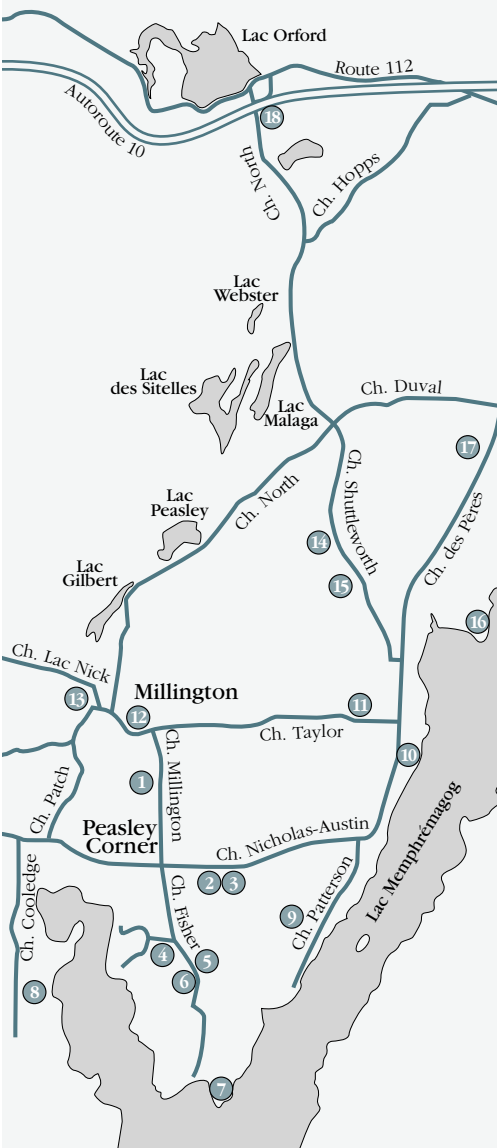 Lac Orford
Route 112
Autoroute 10
18
Ch. North
Ch. Hopps
Lac
Webster
Lac
des Sitelles
Lac
Malaga
Ch. Duval
17
Ch. North
Ch. Shuttleworth
Ch. des Pères
Lac
Peasley
14
15
Lac
Gilbert
16
Ch. Lac Nick
13
Millington
12
11
Ch. Taylor
10
1
Ch. Millington
Ch. Patch
Peasley
Corner
Ch. Nicholas-Austin
Lac Memphrémagog
2
3
Ch. Cooledge
Ch. Fisher
9
Ch. Patterson
4
5
6
8
7